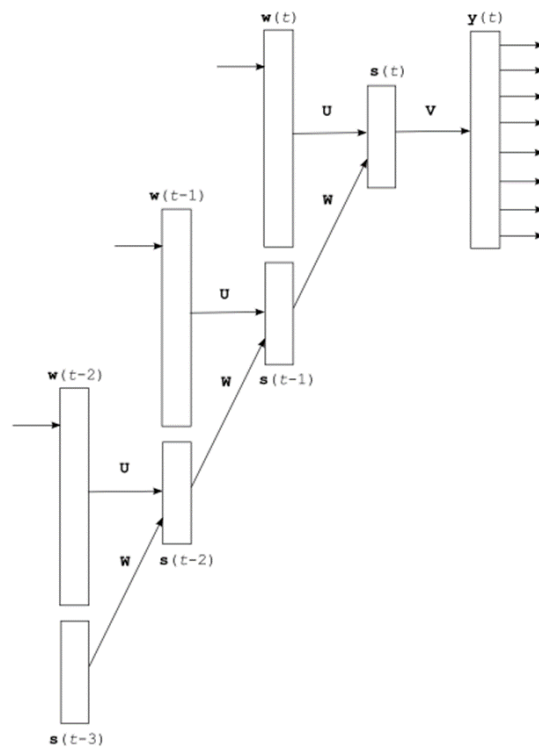 w(t)
y(t)
s(t)
U
V
W
w(t-1)
U
W
s(t-1)
w(t-2)
U
W
s(t-2)
s(t-3)